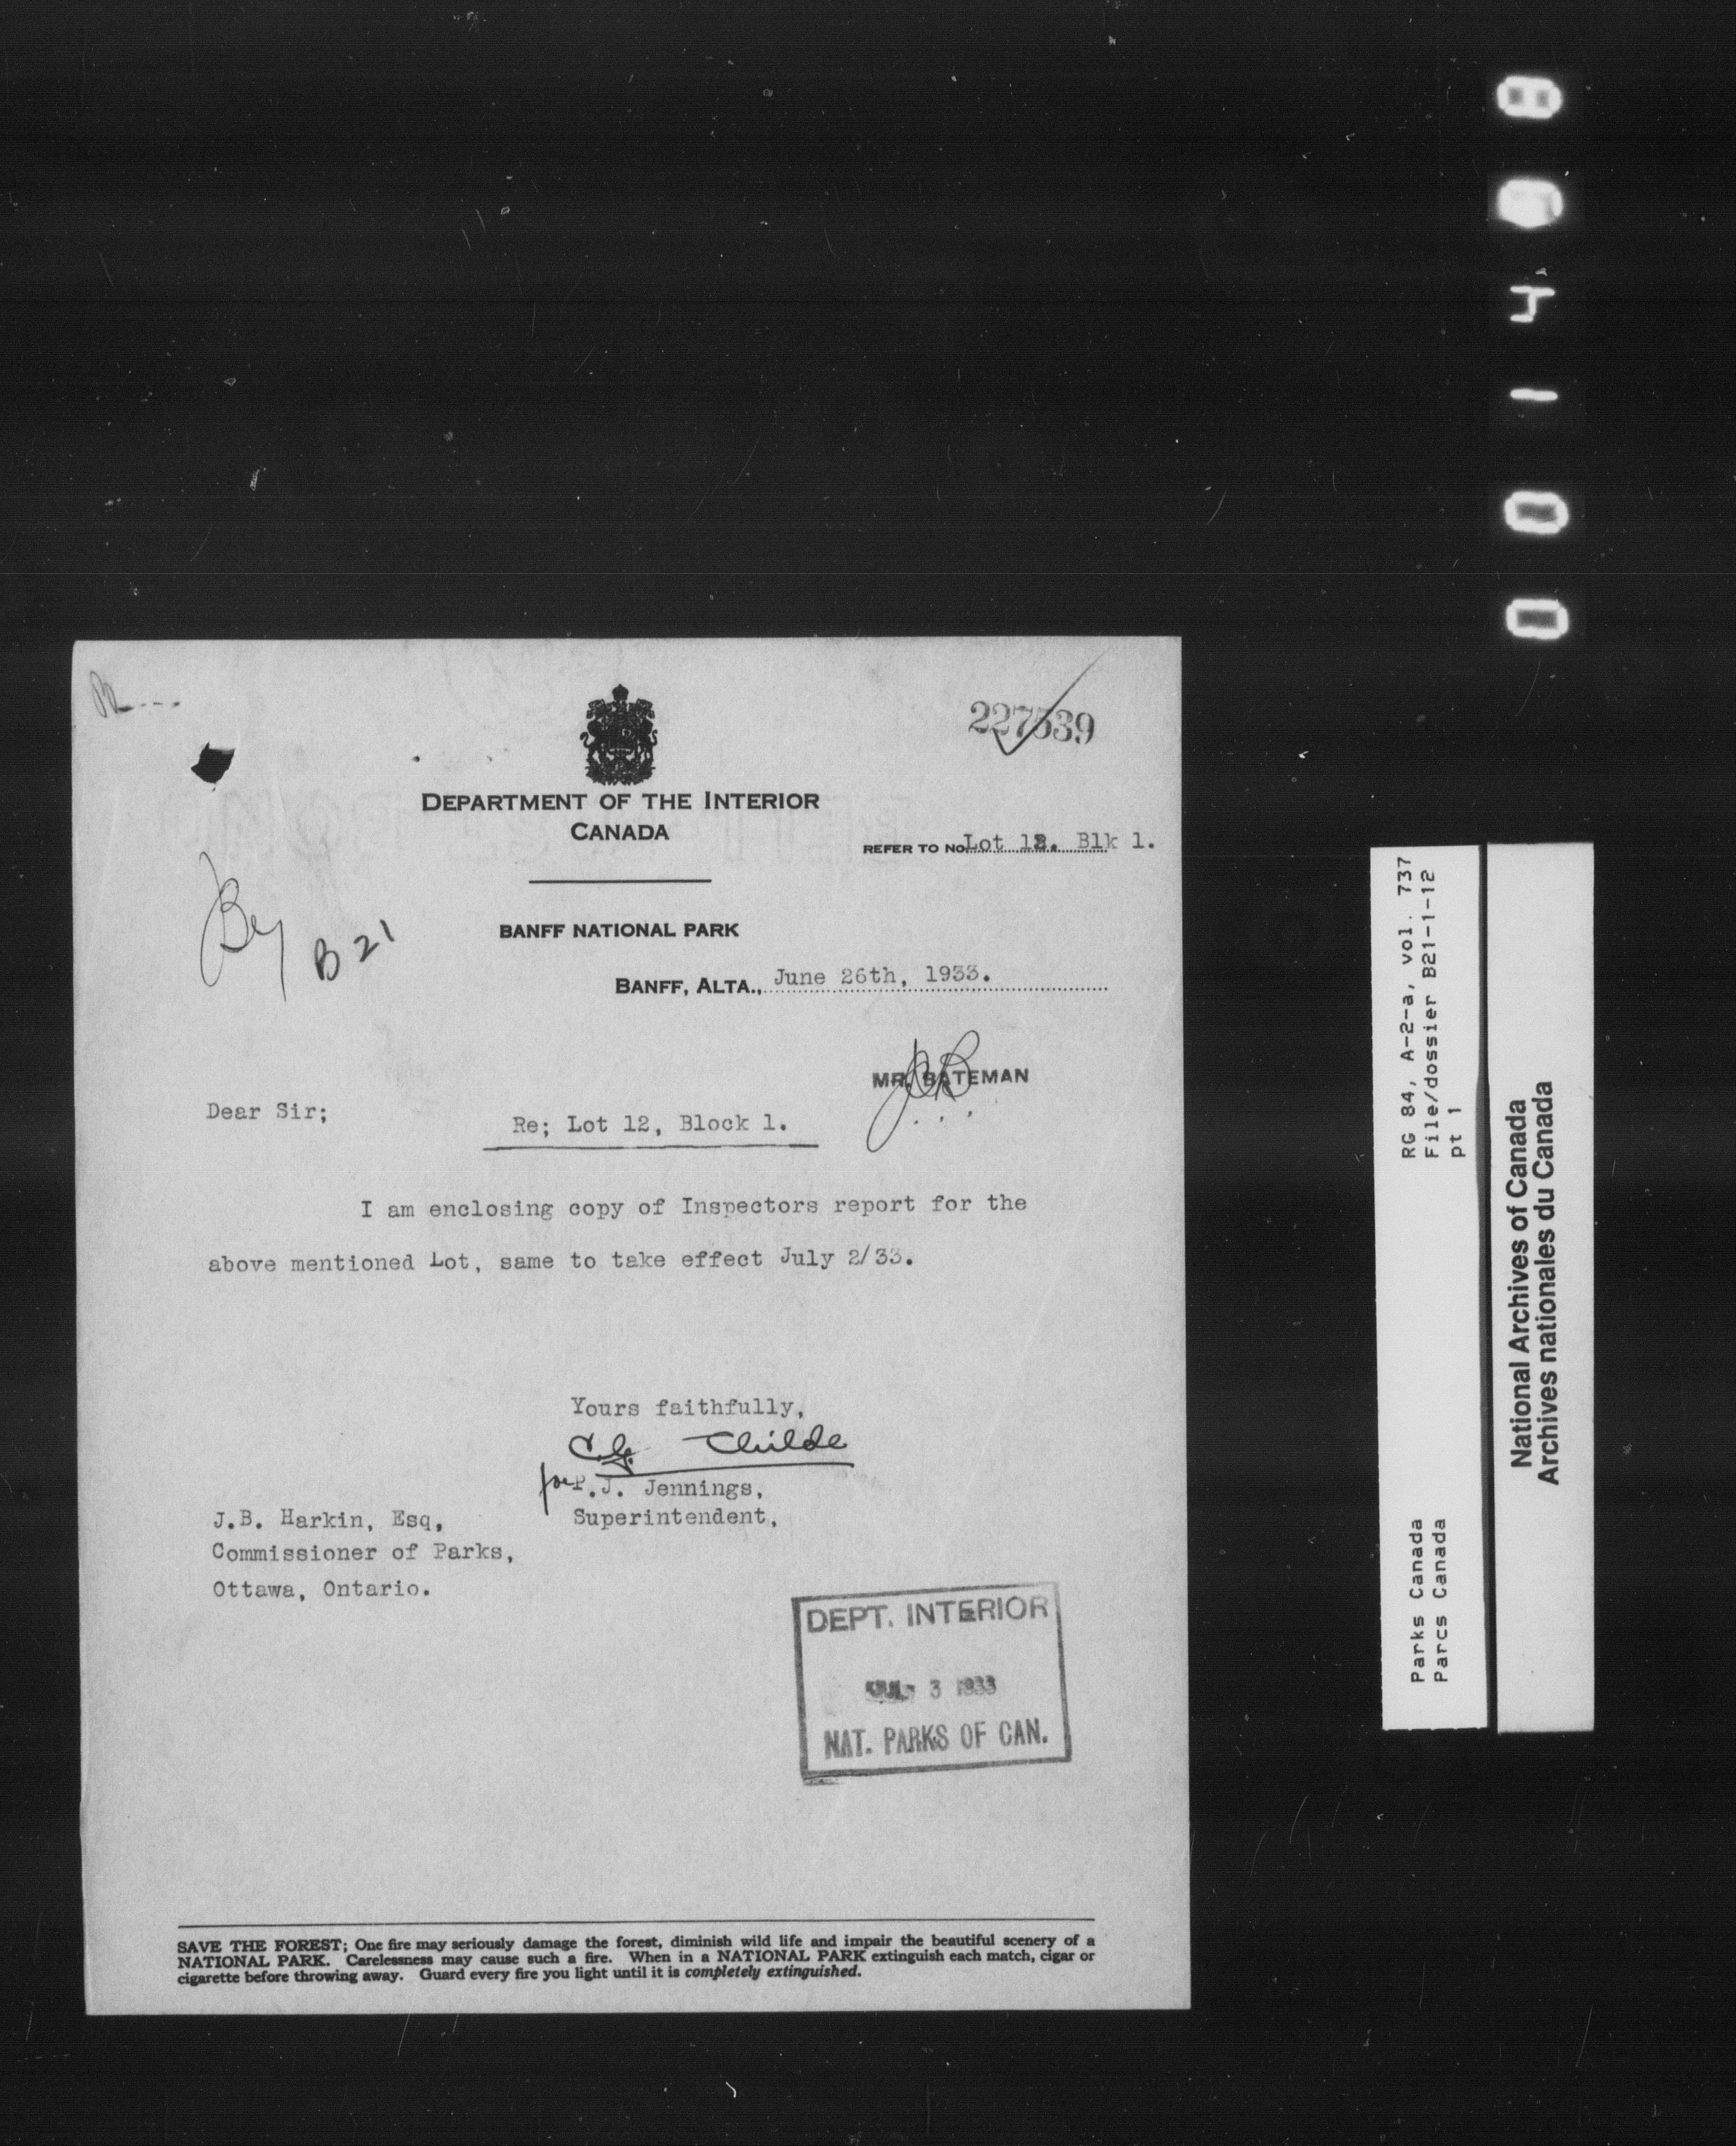 227539
DEPARTMENT OF THE INTERIOR
CANADA
REFER TO No. Lot 12. Blk 1.
B 21
BANFF NATIONAL PARK
BANFF, ALTA., June 26th, 1933.
MR. BATEMAN
Dear Sir;
Re; Lot 12, Block 1.
I am enclosing copy of Inspectors report for the
above mentioned Lot, same to take effect July 2/33.
Yours faithfully,
Childe
for P.J. Jennings,
Superintendent,
J.B. Harkin, Esq,
Commissioner of Parks,
Ottawa, Ontario.
DEPT. INTERIOR
JUL 3 1933
NAT. PARKS OF CAN.
SAVE THE FOREST; One fire may seriously damage the forest, diminish wild life and impair the beautiful scenery of a
NATIONAL PARK. Carelessness may cause such a fire. When in a NATIONAL PARK extinguish each match, cigar or
cigarette before throwing away. Guard every fire you light until it is completely extinguished.
RG 84, A-2-a, vol. 737
File/dossier B21-1-12
pt 1
Parks Canada
Parcs Canada
National Archives of Canada
Archives nationales du Canada